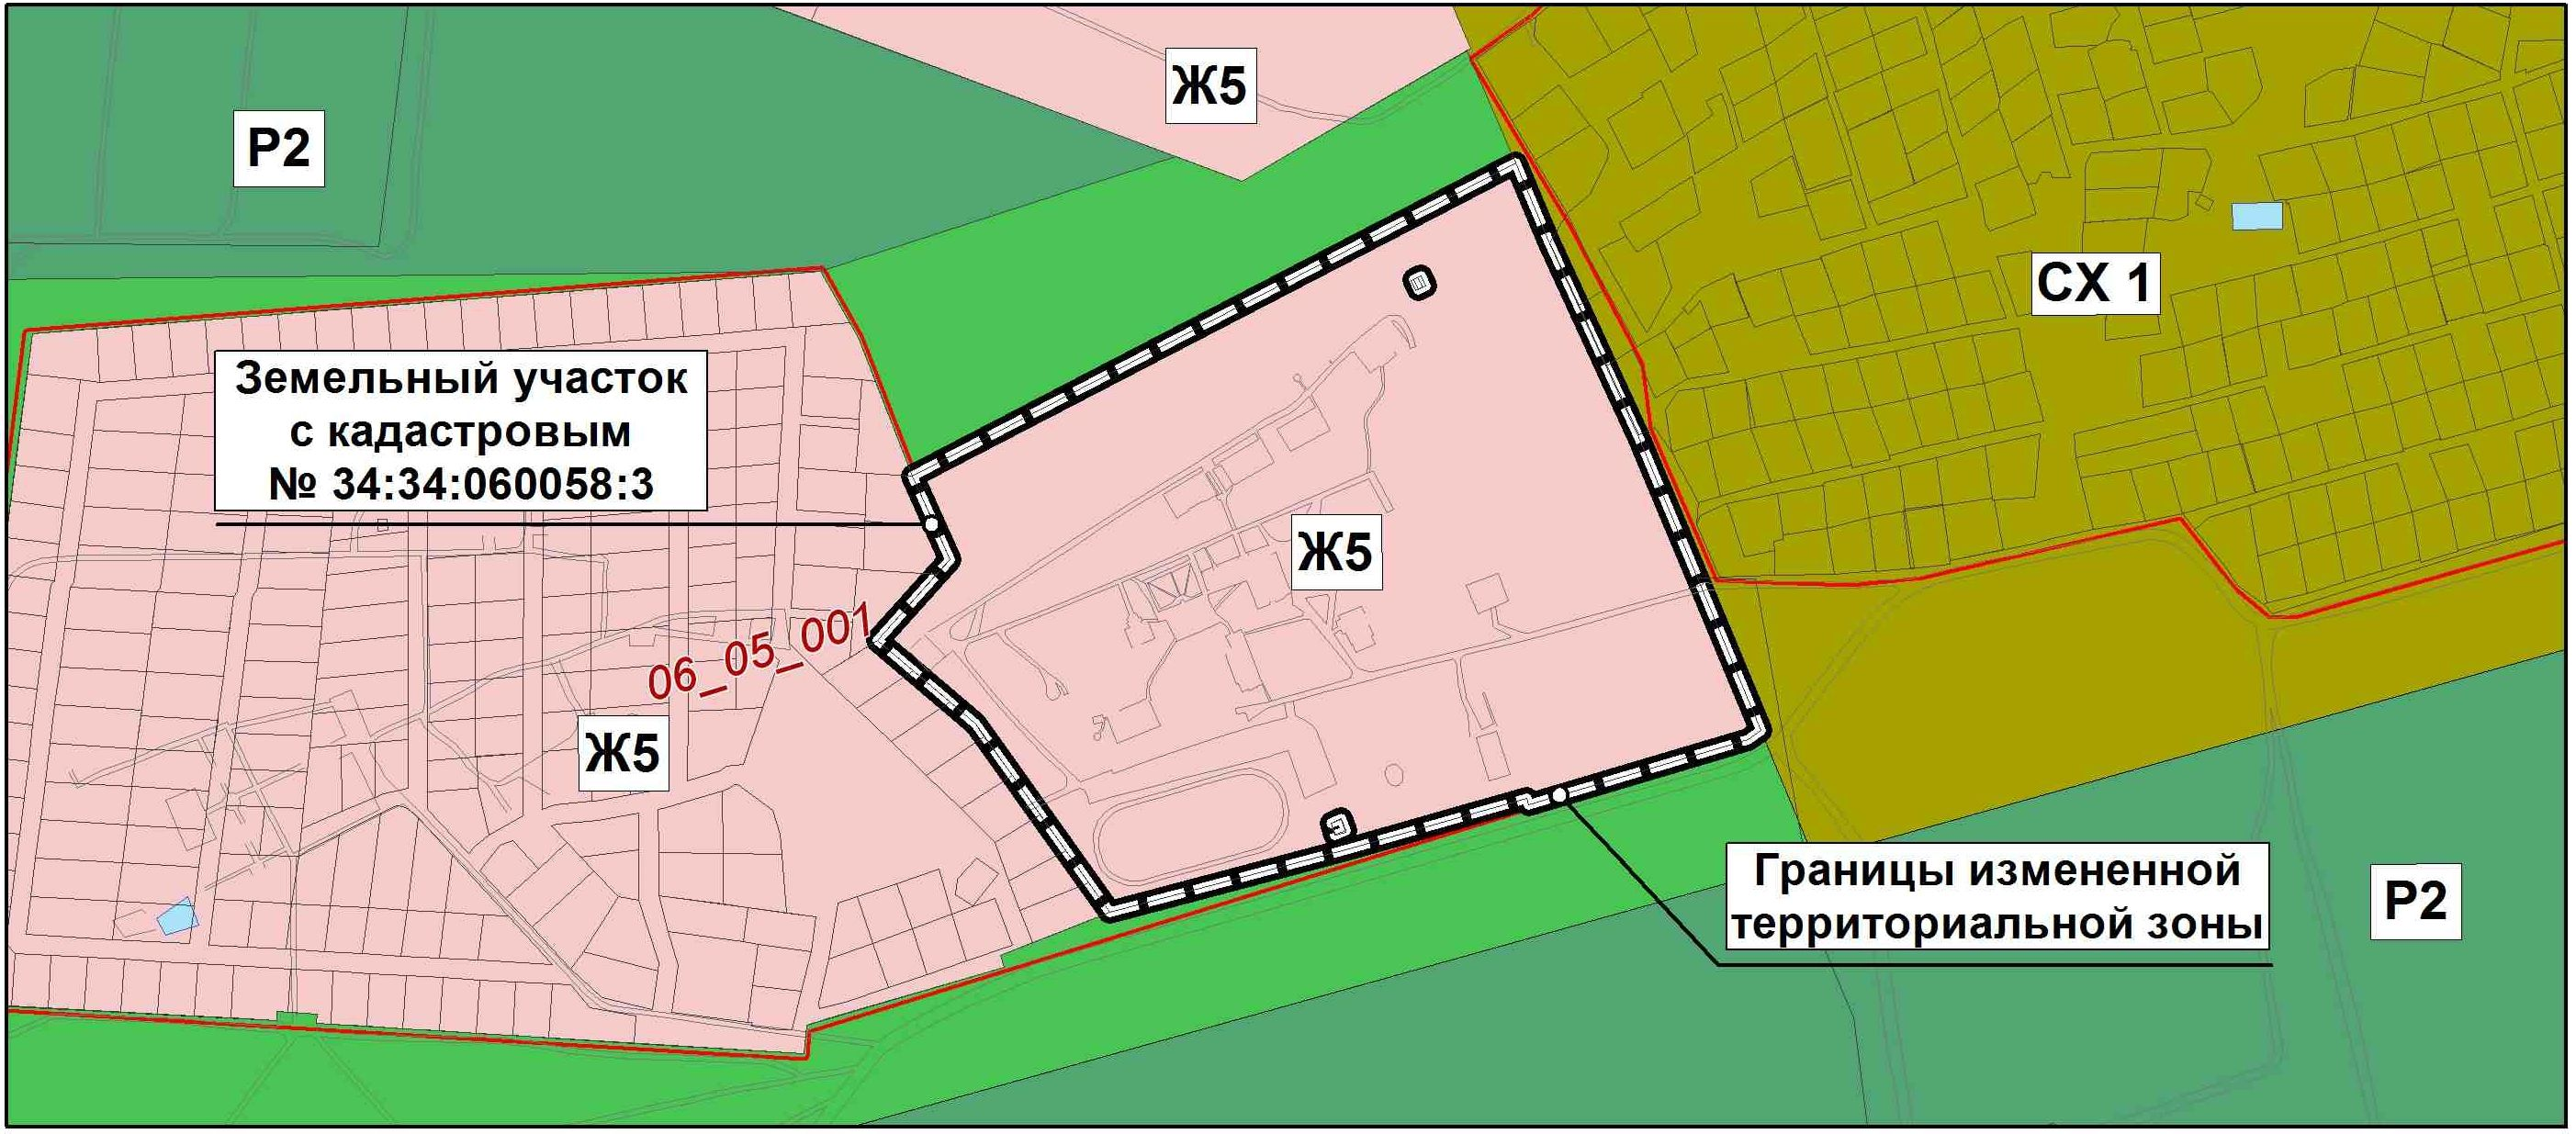 Ж5
Р2
СХ 1
Земельный участок
с кадастровым
№ 34:34:060058:3
Ж5
06_05_001
Ж5
Границы измененной
территориальной зоны
Р2